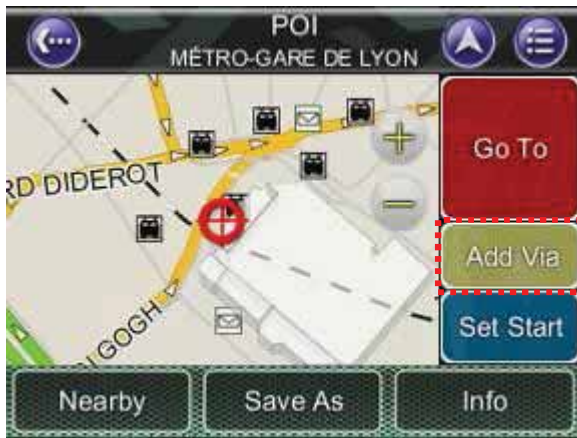 POI
MÉTRO-GARE DE LYON
Go To
RD DIDEROT
Add Via
GOGH
Set Start
Nearby
Save As
Info